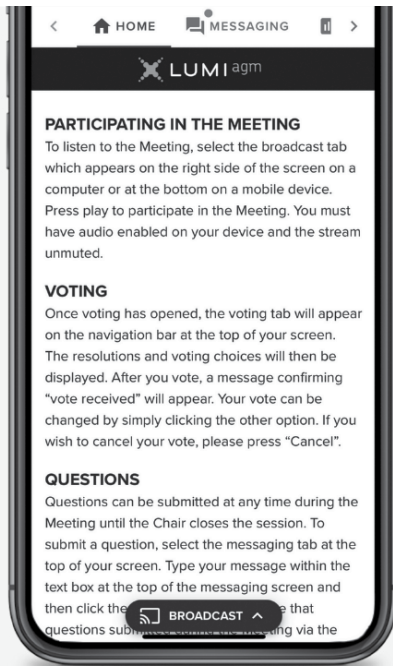 HOME MESSAGING
LUMI agm
PARTICIPATING IN THE MEETING
To listen to the Meeting, select the broadcast tab
which appears on the right side of the screen on a
computer or at the bottom on a mobile device.
Press play to participate in the Meeting. You must
have audio enabled on your device and the stream
unmuted.
VOTING
Once voting has opened, the voting tab will appear
on the navigation bar at the top of your screen.
The resolutions and voting choices will then be
displayed. After you vote, a message confirming
“vote received” will appear. Your vote can be
changed by simply clicking the other option. If you
wish to cancel your vote, please press “Cancel”.
QUESTIONS
Questions can be submitted at any time during the
Meeting until the Chair closes the session. To
submit a question, select the messaging tab at the
top of your screen. Type your message within the
text box at the top of the messaging screen and
then click the BROADCAST that
questions submitted during the meeting via the